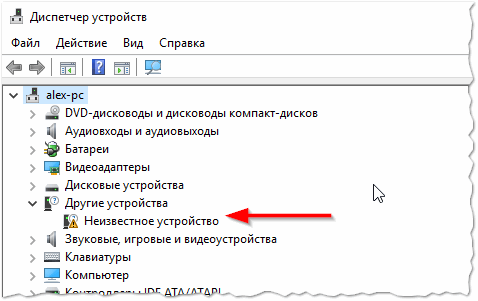 Диспетчер устройств
Файл Действие Вид Справка
alex-pc
DVD-дисководы и дисководы компакт-дисков
Аудиовходы и аудиовыходы
Батареи
Видеоадаптеры
Дисковые устройства
Другие устройства
Неизвестное устройство
Звуковые, игровые и видеоустройства
Клавиатуры
Компьютер
Контроллеры IDE ATA/ATAPI